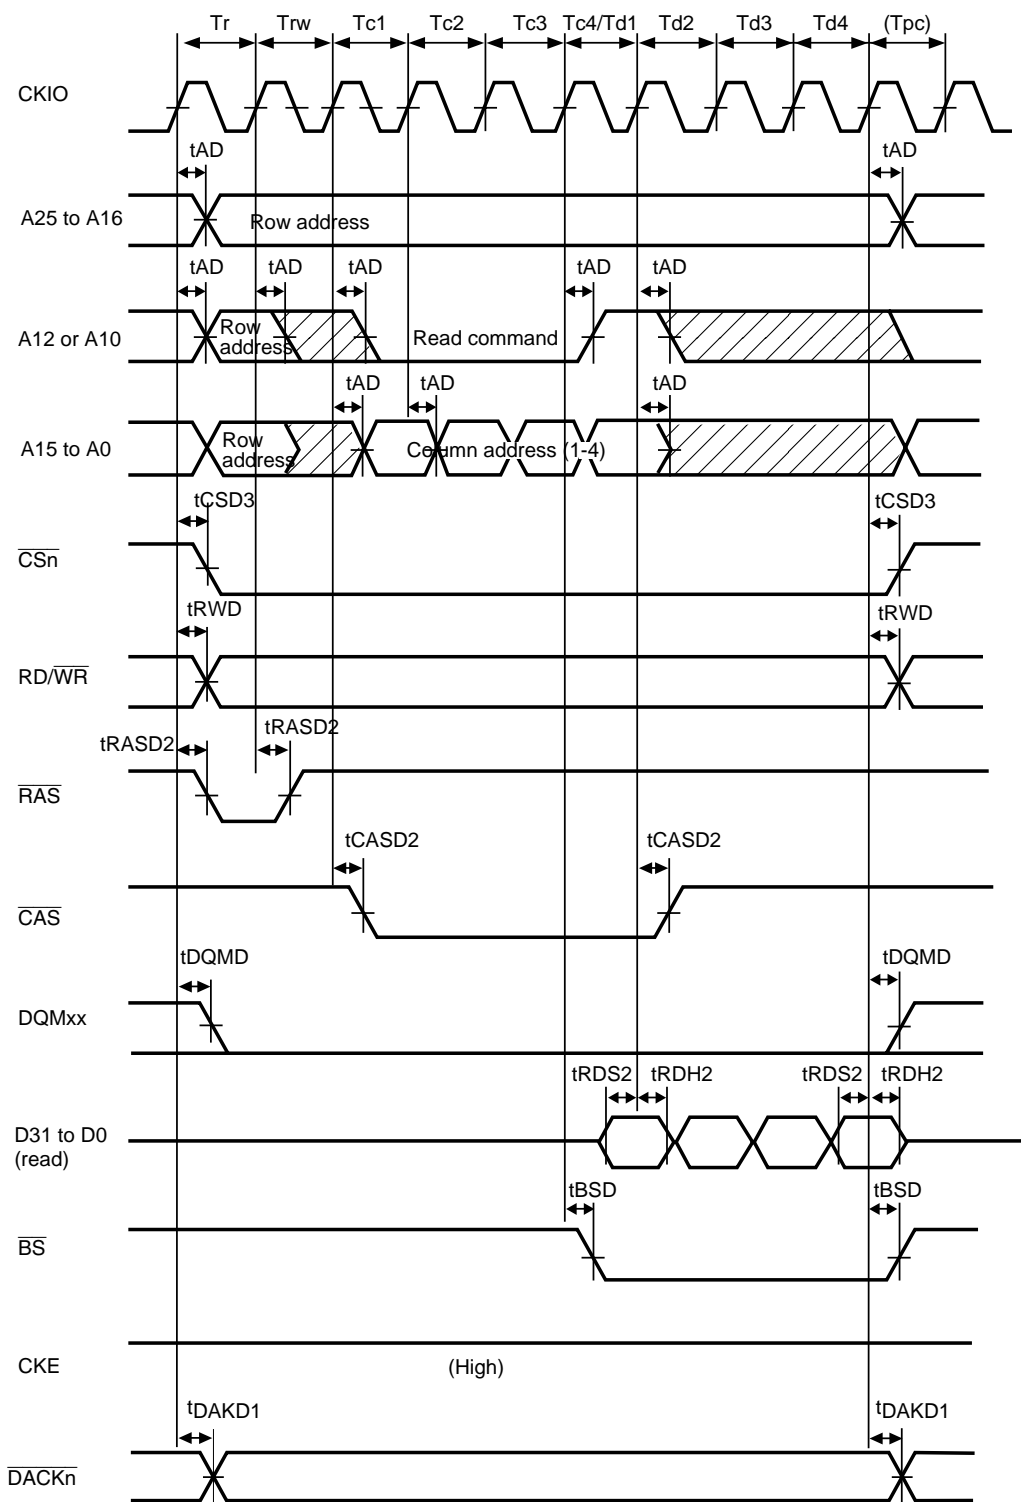 Tr Trw Tc1 Tc2 Tc3 Tc4/Td1 Td2 Td3 Td4 (Tpc)
CKIO
tAD tAD
A25 to A16 Row address
tAD tAD tAD tAD tAD
A12 or A10 Row address Read command
tAD tAD tAD
A15 to A0 Row address Column address (1-4)
tCSD3 tCSD3
CSn
tRWD tRWD
RD/WR
tRASD2 tRASD2
RAS
tCASD2 tCASD2
CAS
tDQMD tDQMD
DQMxx
tRDS2 tRDH2 tRDS2 tRDH2
D31 to D0
(read)
tBSD tBSD
BS
CKE (High)
tDAKD1 tDAKD1
DACKn